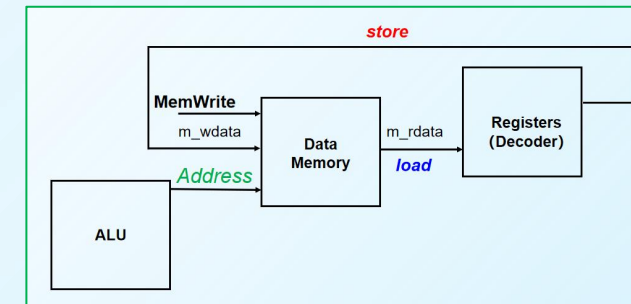 store
MemWrite
m_wdata
Address
Data
Memory
m_rdata
load
Registers
(Decoder)
ALU